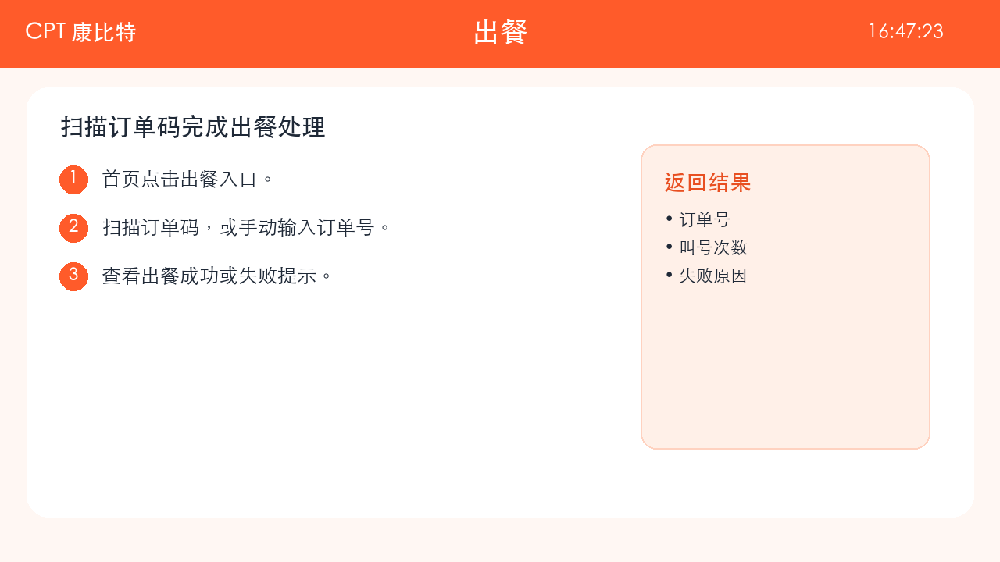 CPT 康比特
出餐
16:47:23
扫描订单码完成出餐处理
1 首页点击出餐入口。
2 扫描订单码，或手动输入订单号。
3 查看出餐成功或失败提示。
返回结果
• 订单号
• 叫号次数
• 失败原因